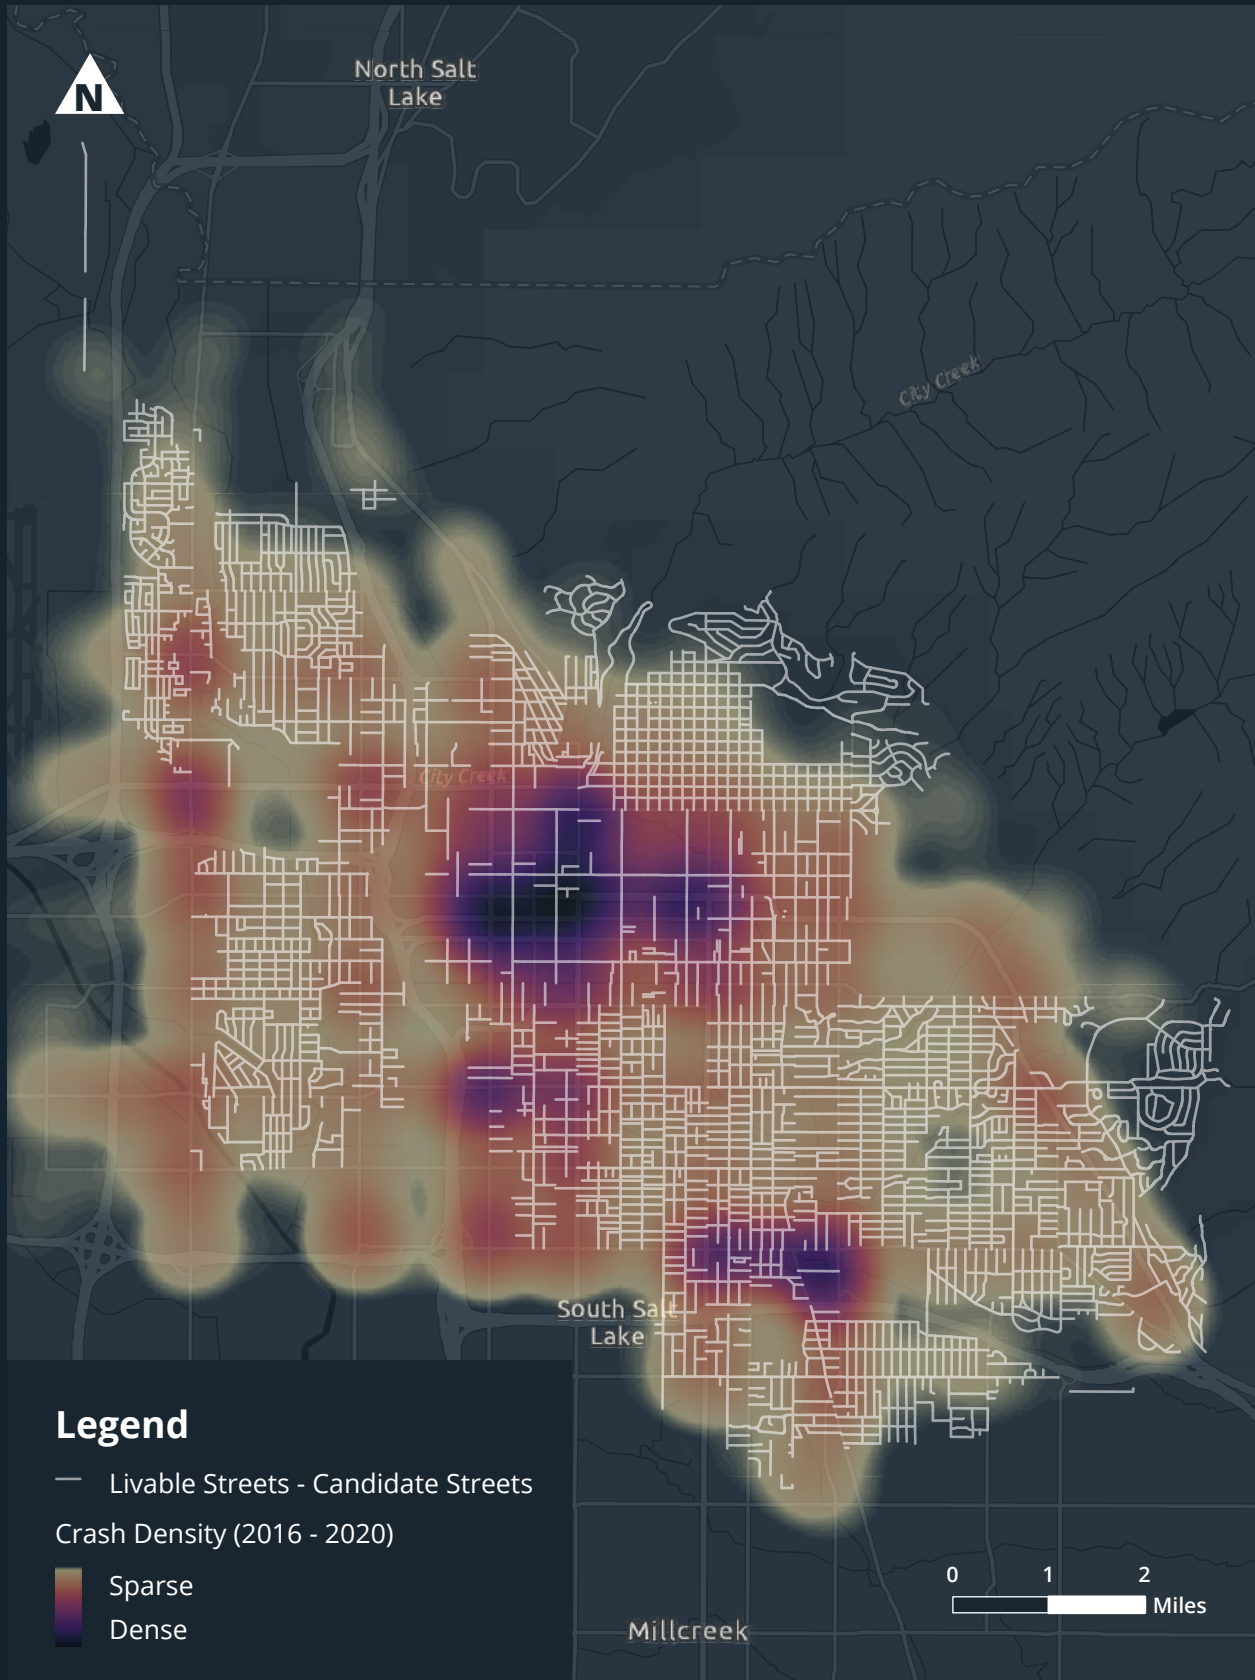 N
North Salt
Lake
City Creek
City Creek
South Salt
Lake
Legend
Livable Streets - Candidate Streets
Crash Density (2016 - 2020)
Sparse
Dense
0 1 2
Miles
Millcreek